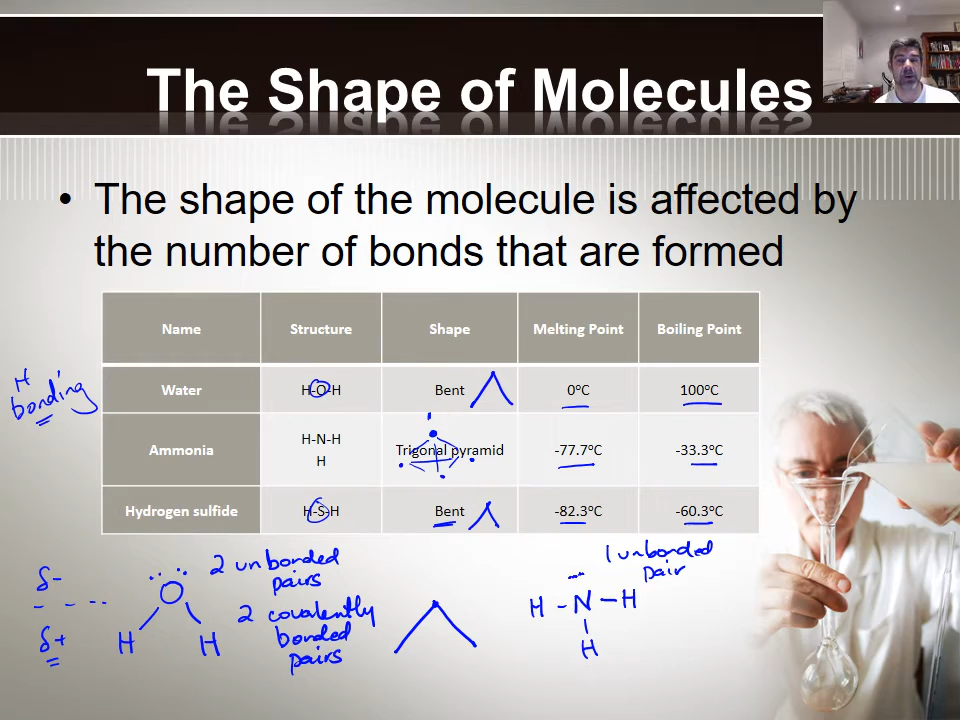 The Shape of Molecules
• The shape of the molecule is affected by
the number of bonds that are formed
Name Structure Shape Melting Point Boiling Point
H
bonding
Water H-O-H Bent 0°C 100°C
Ammonia H-N-H
H Trigonal pyramid -77.7°C -33.3°C
Hydrogen sulfide H-S-H Bent -82.3°C -60.3°C
δ-
δ+
O
H H
2 unbonded
pairs
2 covalently
bonded
pairs
1 unbonded
pair
H - N - H
H